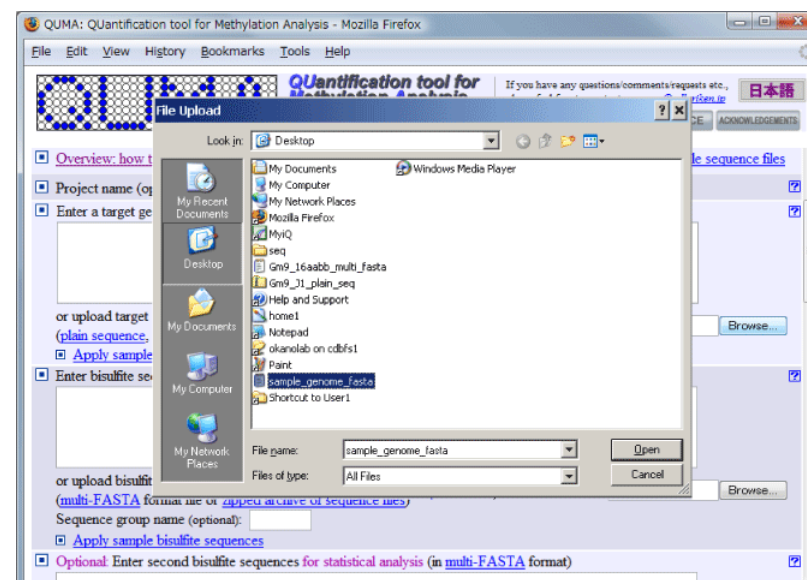 QUMA: QUantification tool for Methylation Analysis - Mozilla Firefox
File Edit View History Bookmarks Tools Help
QUMA
QUantification tool for
Methylation Analysis
If you have any questions/comments/requests etc.,
日本語
ACKNOWLEDGEMENTS
File Upload
Look in: Desktop
Overview: how t
le sequence files
Project name (op
Enter a target ge
My Recent
Documents
Desktop
My Documents
My Computer
My Network
Places
My Documents
My Computer
My Network Places
Mozilla Firefox
MyiQ
seq
Gm9_16aabb_multi_fasta
Gm9_J1_plain_seq
Help and Support
home1
Notepad
okanolab on cdbfs1
Paint
sample_genome_fasta
Shortcut to User1
Windows Media Player
or upload target
Browse...
(plain sequence,
Apply sample
Enter bisulfite se
File name: sample_genome_fasta Open
Files of type: All Files Cancel
or upload bisulfit
Browse...
(multi-FASTA format file or zipped archive of sequence files)
Sequence group name (optional):
Apply sample bisulfite sequences
Optional: Enter second bisulfite sequences for statistical analysis (in multi-FASTA format)